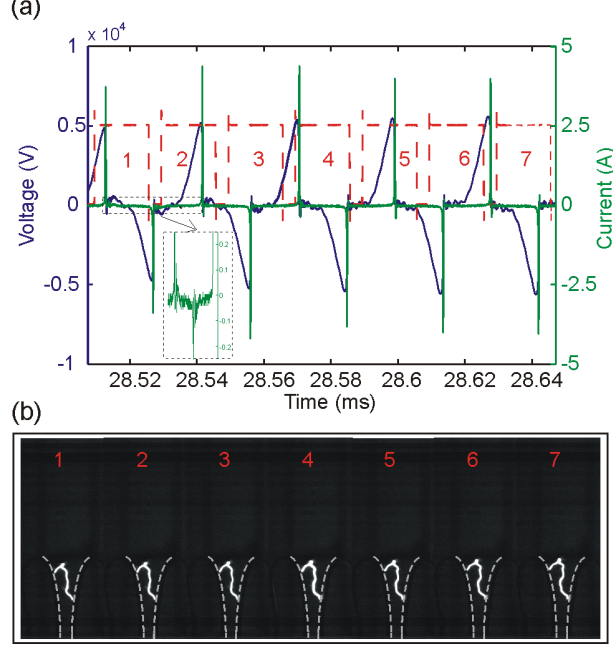 (a)
x 10⁴
1
0.5
0
-0.5
-1
Voltage (V)
5
2.5
0
-2.5
-5
Current (A)
1 2 3 4 5 6 7
0.2
0.1
0
-0.1
-0.2
28.52 28.54 28.56 28.58 28.6 28.62 28.64
Time (ms)
(b)
1 2 3 4 5 6 7